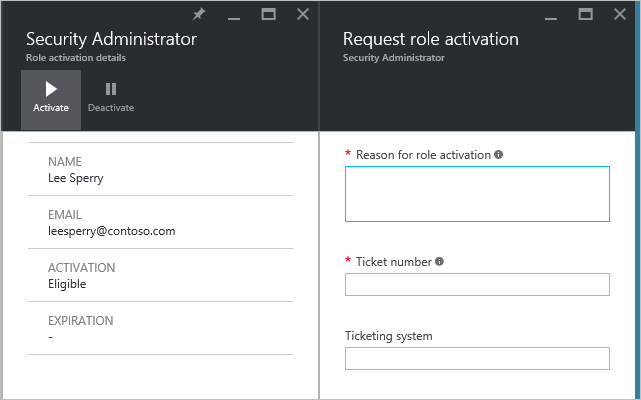 Security Administrator
Role activation details
Activate
Deactivate
NAME
Lee Sperry
EMAIL
leesperry@contoso.com
ACTIVATION
Eligible
EXPIRATION
-
Request role activation
Security Administrator
* Reason for role activation
* Ticket number
Ticketing system